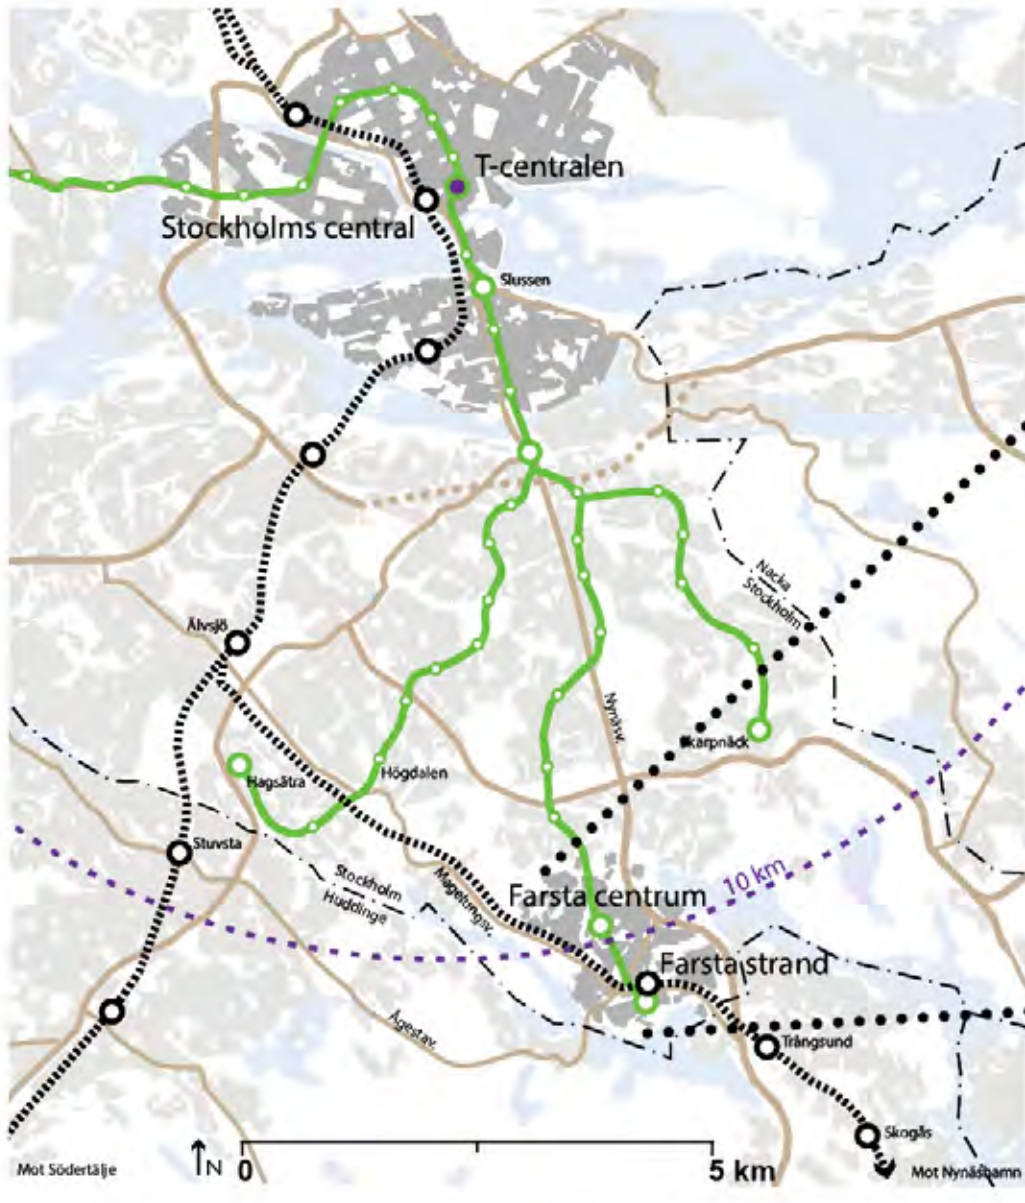 T-centralen
Stockholms central
Slussen
Nacka
Stockholm
Älvsjö
Nynäsv.
Skarpnäck
Hagsätra
Högdalen
Stuvsta
10 km
Stockholm
Huddinge
Magelungsv.
Farsta centrum
Farsta strand
Ågestav.
Trångsund
Skogås
Mot Södertälje
N
0
5 km
Mot Nynäshamn